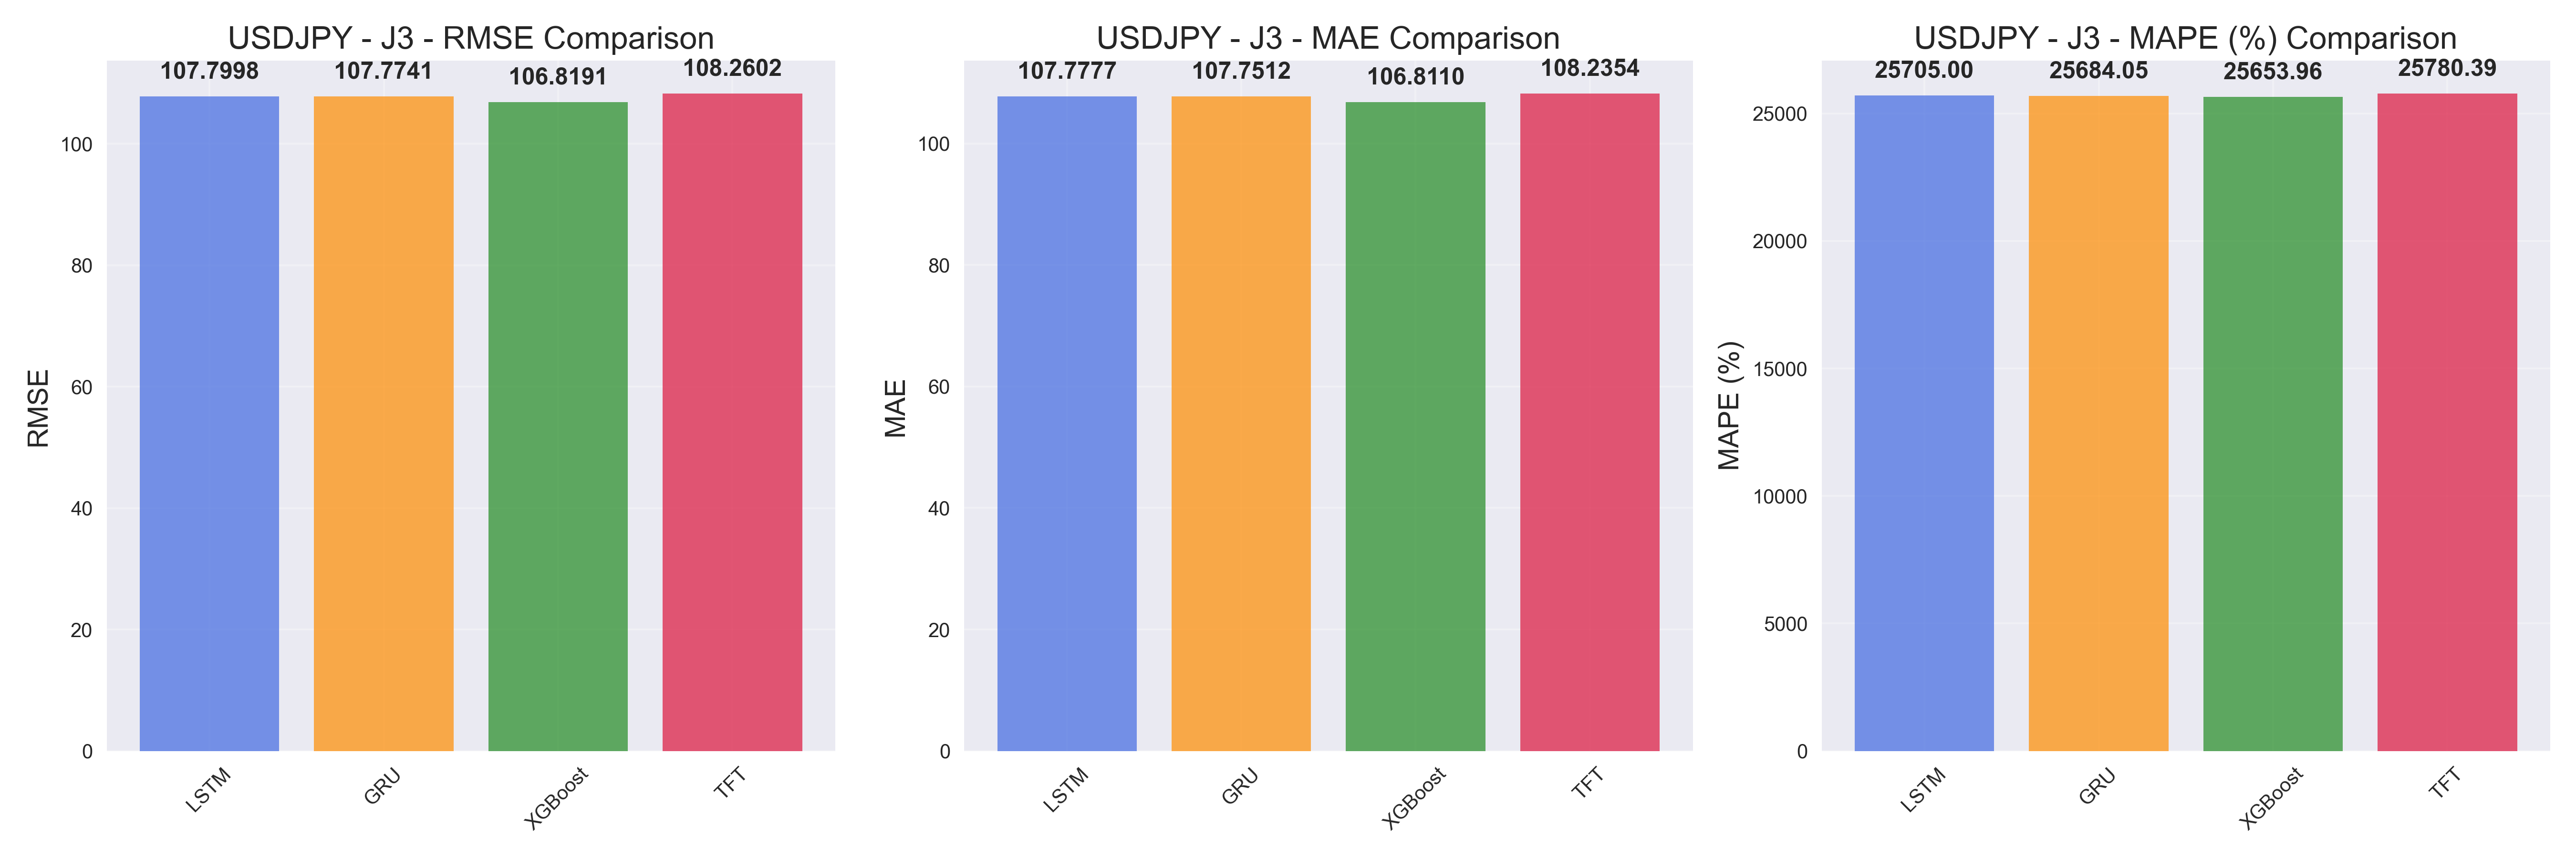 USDJPY - J3 - RMSE Comparison
107.7998 107.7741 106.8191 108.2602
100
80
60
40
20
0
RMSE
LSTM GRU XGBoost TFT
USDJPY - J3 - MAE Comparison
107.7777 107.7512 106.8110 108.2354
100
80
60
40
20
0
MAE
LSTM GRU XGBoost TFT
USDJPY - J3 - MAPE (%) Comparison
25705.00 25684.05 25653.96 25780.39
25000
20000
15000
10000
5000
0
MAPE (%)
LSTM GRU XGBoost TFT